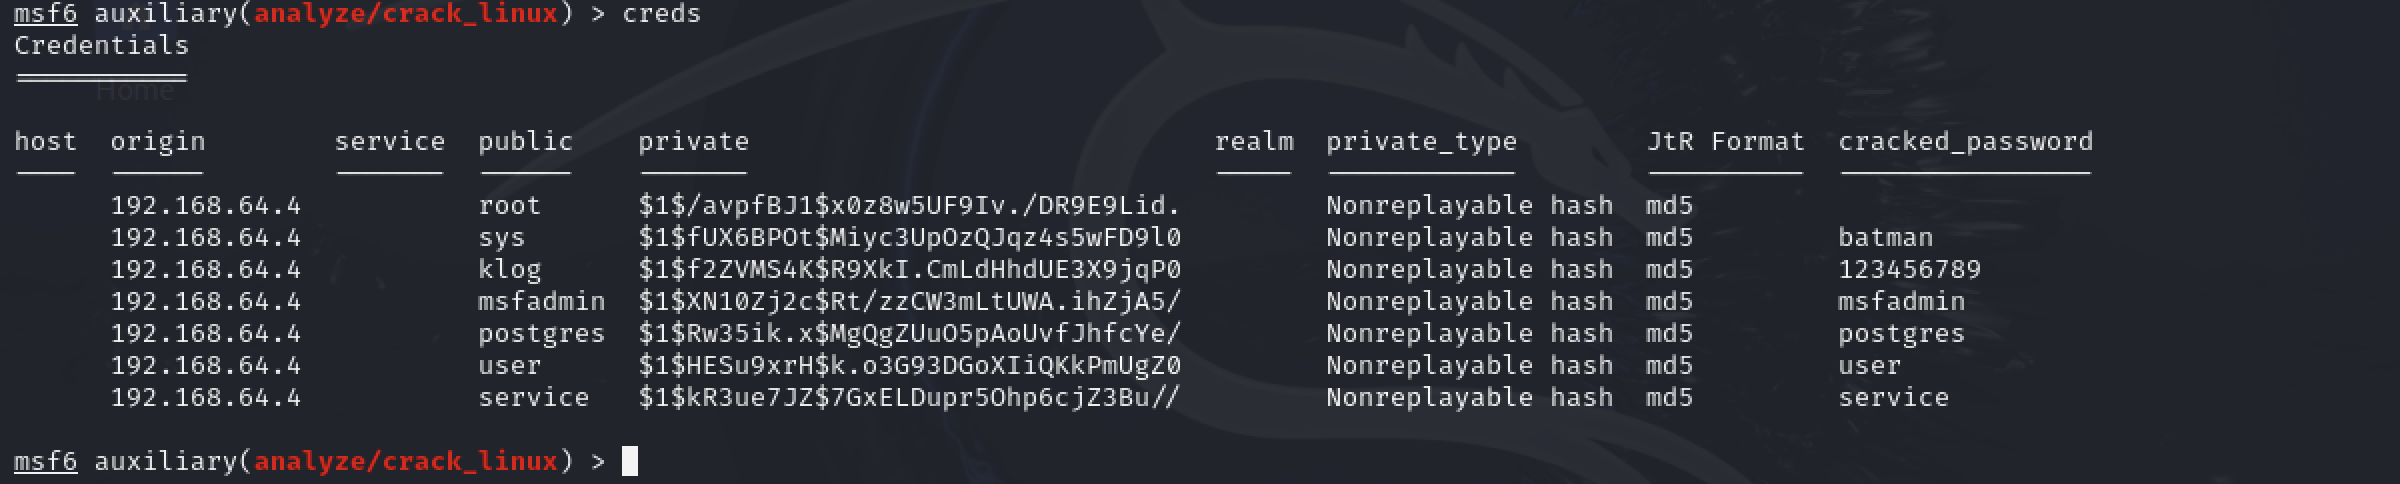 msf6 auxiliary(analyze/crack_linux) > creds
Credentials
Home
host origin service public private realm private_type JtR Format cracked_password
192.168.64.4 root $1$/avpfBJ1$x0z8w5UF9Iv./DR9E9Lid. Nonreplayable hash md5
192.168.64.4 sys $1$fUX6BPOt$Miyc3UpOzQJqz4s5wFD9l0 Nonreplayable hash md5 batman
192.168.64.4 klog $1$f2ZVMS4K$R9XkI.CmLdHhdUE3X9jqP0 Nonreplayable hash md5 123456789
192.168.64.4 msfadmin $1$XN10Zj2c$Rt/zzCW3mLtUWA.ihZjA5/ Nonreplayable hash md5 msfadmin
192.168.64.4 postgres $1$Rw35ik.x$MgQgZUuO5pAoUvfJhfcYe/ Nonreplayable hash md5 postgres
192.168.64.4 user $1$HESu9xrH$k.o3G93DGoXIiQKkPmUgZ0 Nonreplayable hash md5 user
192.168.64.4 service $1$kR3ue7JZ$7GxELDupr5Ohp6cjZ3Bu// Nonreplayable hash md5 service
msf6 auxiliary(analyze/crack_linux) >